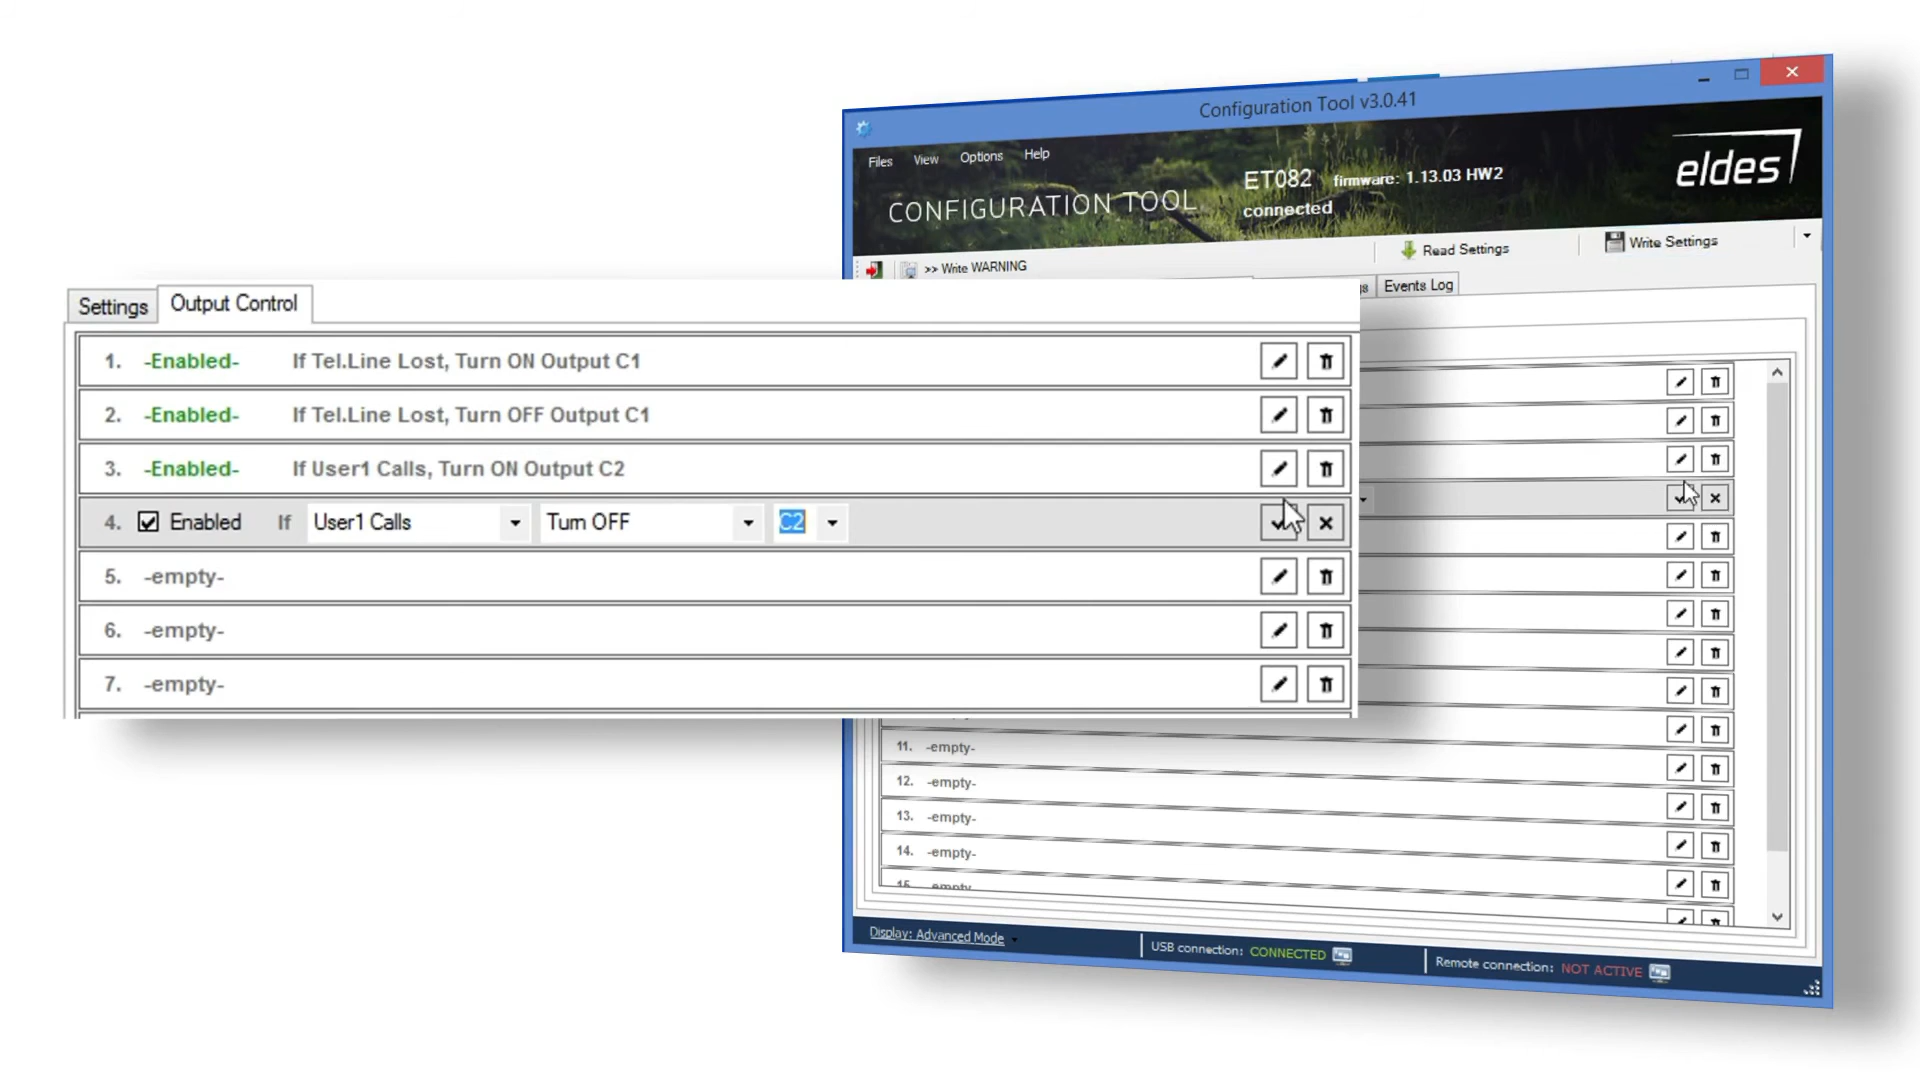 Configuration Tool v3.0.41
Files View Options Help
eldes
CONFIGURATION TOOL
ET082 firmware: 1.13.03 HW2
connected
>> Write WARNING
Read Settings
Write Settings
Events Log
Settings Output Control
1. -Enabled- If Tel.Line Lost, Turn ON Output C1
2. -Enabled- If Tel.Line Lost, Turn OFF Output C1
3. -Enabled- If User1 Calls, Turn ON Output C2
4. Enabled If User1 Calls Turn OFF C2
5. -empty-
6. -empty-
7. -empty-
11. -empty-
12. -empty-
13. -empty-
14. -empty-
15. -empty-
Display: Advanced Mode
USB connection: CONNECTED
Remote connection: NOT ACTIVE